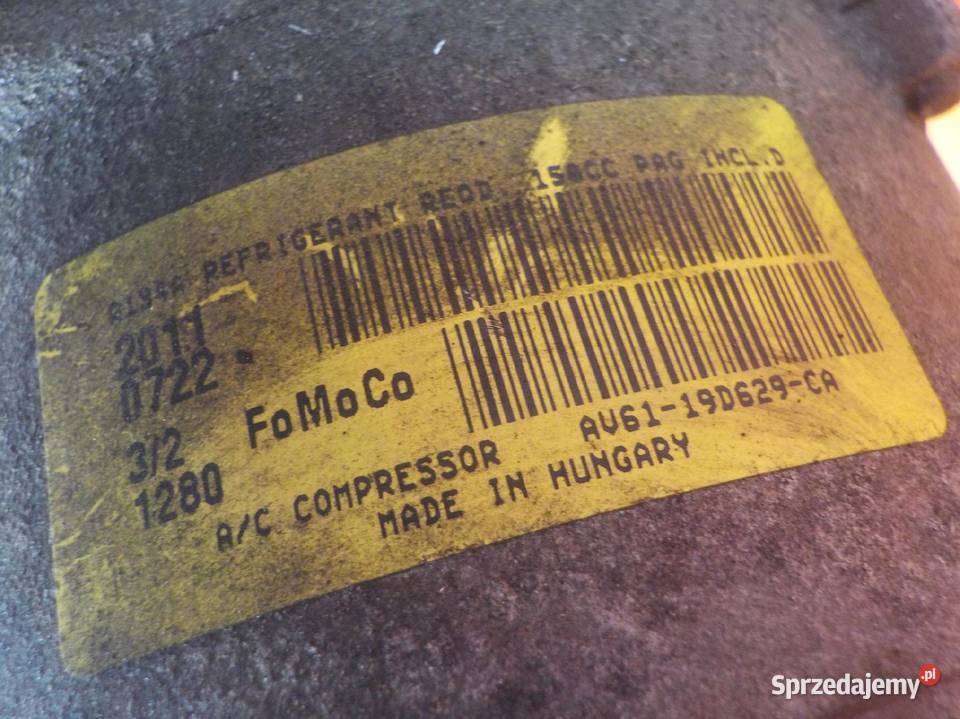 R134A REFRIGERANT REQD. 150CC PAG INCL.D
2011
0722
3/2
1280
FoMoCo
AV61-19D629-CA
A/C COMPRESSOR
MADE IN HUNGARY
Sprzedajemy.pl